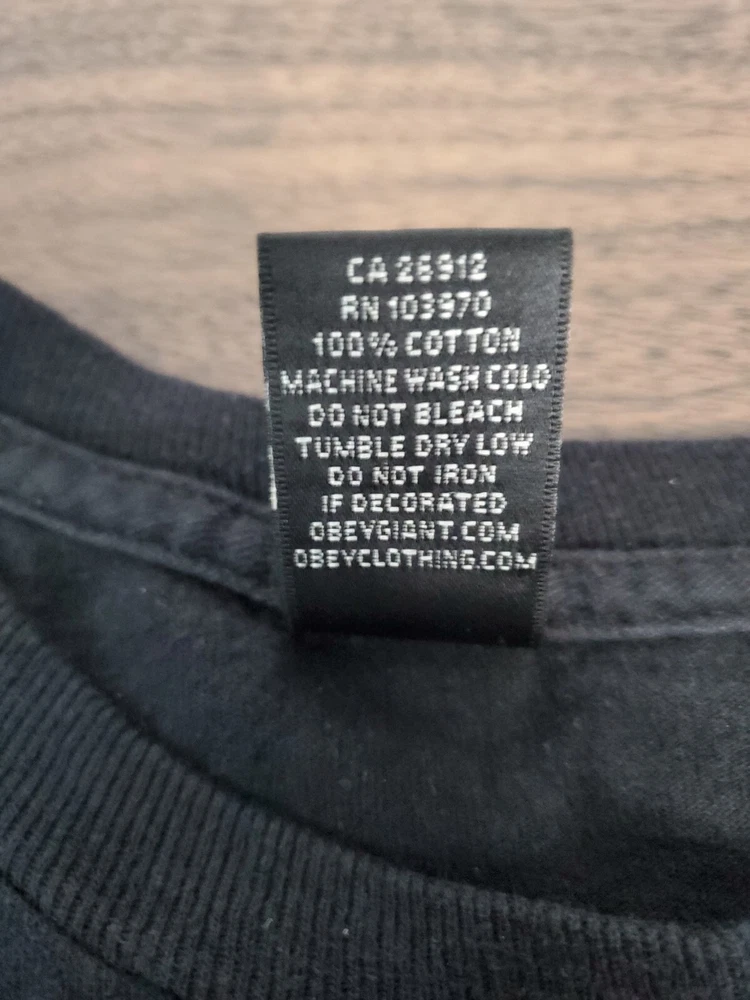 CA 26912
RN 103970
100% COTTON
MACHINE WASH COLD
DO NOT BLEACH
TUMBLE DRY LOW
DO NOT IRON
IF DECORATED
OBEYGIANT.COM
OBEYCLOTHING.COM